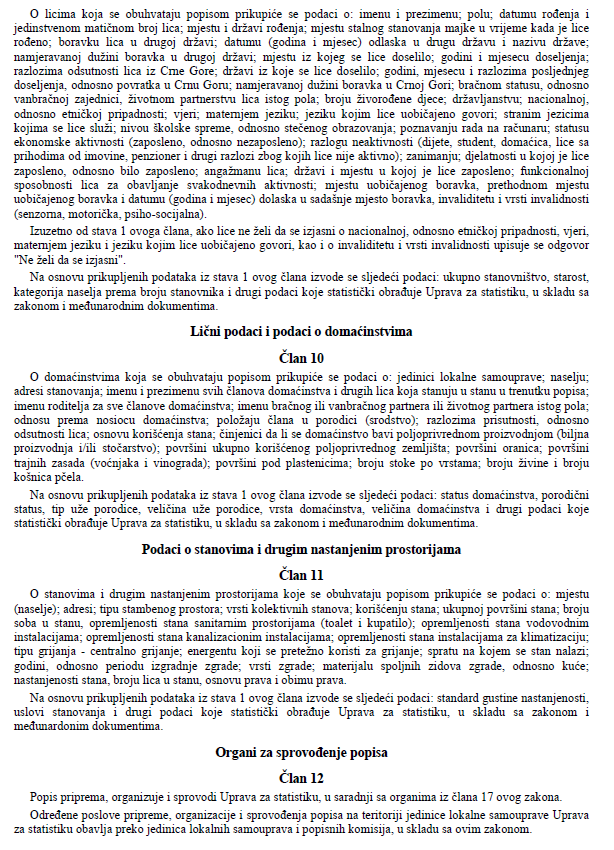 O licima koja se obuhvataju popisom prikupiće se podaci o: imenu i prezimenu; polu; datumu rođenja i
jedinstvenom matičnom broj lica; mjestu i državi rođenja; mjestu stalnog stanovanja majke u vrijeme kada je lice
rođeno; boravku lica u drugoj državi; datumu (godina i mjesec) odlaska u drugu državu i nazivu države;
namjeravanoj dužini boravka u drugoj državi; mjestu iz kojeg se lice doselilo; godini i mjesecu doseljenja;
razlozima odsutnosti lica iz Crne Gore; državi iz koje se lice doselilo; godini, mjesecu i razlozima posljednjeg
doseljenja, odnosno povratka u Crnu Goru; namjeravanoj dužini boravka u Crnoj Gori; bračnom statusu, odnosno
vanbračnoj zajednici, životnom partnerstvu lica istog pola; broju živorođene djece; državljanstvu; nacionalnoj,
odnosno etničkoj pripadnosti; vjeri; maternjem jeziku; jeziku kojim lice uobičajeno govori; stranim jezicima
kojima se lice služi; nivou školske spreme, odnosno stečenog obrazovanja; poznavanju rada na računaru; statusu
ekonomske aktivnosti (zaposleno, odnosno nezaposleno); razlogu neaktivnosti (dijete, student, domaćica, lice sa
prihodima od imovine, penzioner i drugi razlozi zbog kojih lice nije aktivno); zanimanju; djelatnosti u kojoj je lice
zaposleno, odnosno bilo zaposleno; angažmanu lica; državi i mjestu u kojoj je lice zaposleno; funkcionalnoj
sposobnosti lica za obavljanje svakodnevnih aktivnosti; mjestu uobičajenog boravka, prethodnom mjestu
uobičajenog boravka i datumu (godina i mjesec) dolaska u sadašnje mjesto boravka, invaliditetu i vrsti invalidnosti
(senzorna, motorička, psiho-socijalna).
Izuzetno od stava 1 ovoga člana, ako lice ne želi da se izjasni o nacionalnoj, odnosno etničkoj pripadnosti, vjeri,
maternjem jeziku i jeziku kojim lice uobičajeno govori, kao i o invaliditetu i vrsti invalidnosti upisuje se odgovor
"Ne želi da se izjasni".
Na osnovu prikupljenih podataka iz stava 1 ovog člana izvode se sljedeći podaci: ukupno stanovništvo, starost,
kategorija naselja prema broju stanovnika i drugi podaci koje statistički obrađuje Uprava za statistiku, u skladu sa
zakonom i međunarodnim dokumentima.
Lični podaci i podaci o domaćinstvima
Član 10
O domaćinstvima koja se obuhvataju popisom prikupiće se podaci o: jedinici lokalne samouprave; naselju;
adresi stanovanja; imenu i prezimenu svih članova domaćinstva i drugih lica koja stanuju u stanu u trenutku popisa;
imenu roditelja za sve članove domaćinstva; imenu bračnog ili vanbračnog partnera ili životnog partnera istog pola;
odnosu prema nosiocu domaćinstva; položaju člana u porodici (srodstvo); razlozima prisutnosti, odnosno
odsutnosti lica; osnovu korišćenja stana; činjenici da li se domaćinstvo bavi poljoprivrednom proizvodnjom (biljna
proizvodnja i/ili stočarstvo); površini ukupno korišćenog poljoprivrednog zemljišta; površini oranica; površini
trajnih zasada (voćnjaka i vinograda); površini pod plastenicima; broju stoke po vrstama; broju živine i broju
košnica pčela.
Na osnovu prikupljenih podataka iz stava 1 ovog člana izvode se sljedeći podaci: status domaćinstva, porodični
status, tip uže porodice, veličina uže porodice, vrsta domaćinstva, veličina domaćinstva i drugi podaci koje
statistički obrađuje Uprava za statistiku, u skladu sa zakonom i međunarodnim dokumentima.
Podaci o stanovima i drugim nastanjenim prostorijama
Član 11
O stanovima i drugim nastanjenim prostorijama koje se obuhvataju popisom prikupiće se podaci o: mjestu
(naselje); adresi; tipu stambenog prostora; vrsti kolektivnih stanova; korišćenju stana; ukupnoj površini stana; broju
soba u stanu, opremljenosti stana sanitarnim prostorijama (toalet i kupatilo); opremljenosti stana vodovodnim
instalacijama; opremljenosti stana kanalizacionim instalacijama; opremljenosti stana instalacijama za klimatizaciju;
tipu grijanja - centralno grijanje; energentu koji se pretežno koristi za grijanje; spratu na kojem se stan nalazi;
godini, odnosno periodu izgradnje zgrade; vrsti zgrade; materijalu spoljnih zidova zgrade, odnosno kuće;
nastanjenosti stana, broju lica u stanu, osnovu prava i obimu prava.
Na osnovu prikupljenih podataka iz stava 1 ovog člana izvode se sljedeći podaci: standard gustine nastanjenosti,
uslovi stanovanja i drugi podaci koje statistički obrađuje Uprava za statistiku, u skladu sa zakonom i
međunardonim dokumentima.
Organi za sprovođenje popisa
Član 12
Popis priprema, organizuje i sprovodi Uprava za statistiku, u saradnji sa organima iz člana 17 ovog zakona.
Određene poslove pripreme, organizacije i sprovođenja popisa na teritoriji jedinice lokalne samouprave Uprava
za statistiku obavlja preko jedinica lokalnih samouprava i popisnih komisija, u skladu sa ovim zakonom.